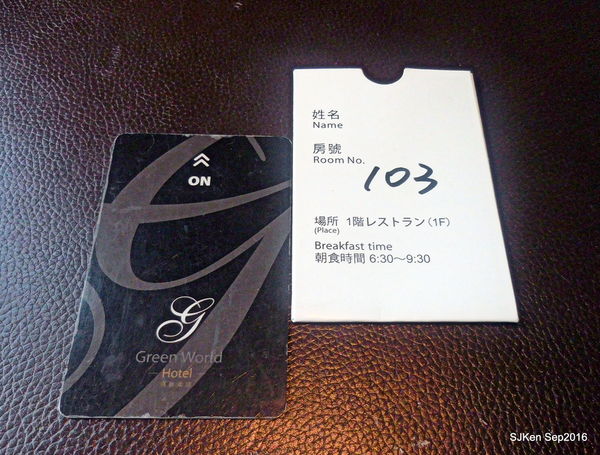 ON
G
Green World
Hotel
姓名
Name
房號
Room No.
103
場所 1階レストラン(1F)
(Place)
Breakfast time
朝食時間 6:30～9:30
SJKen Sep2016